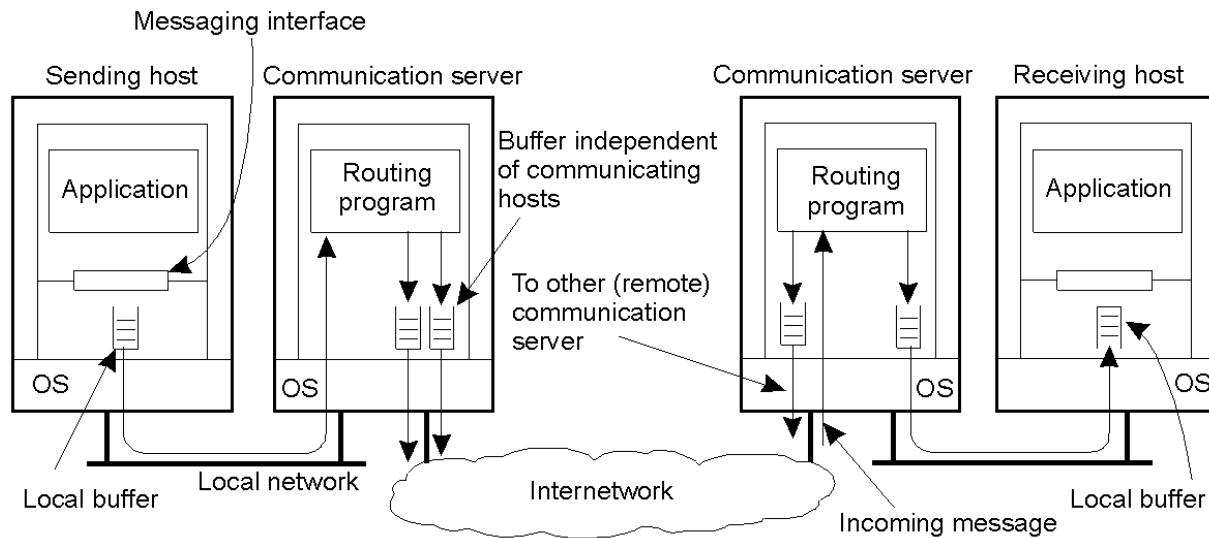 Messaging interface
Sending host
Communication server
Communication server
Receiving host
Buffer independent
of communicating
hosts
Application
Routing
program
Routing
program
Application
To other (remote)
communication
server
OS
OS
OS
OS
Local network
Local buffer
Internetwork
Incoming message
Local buffer